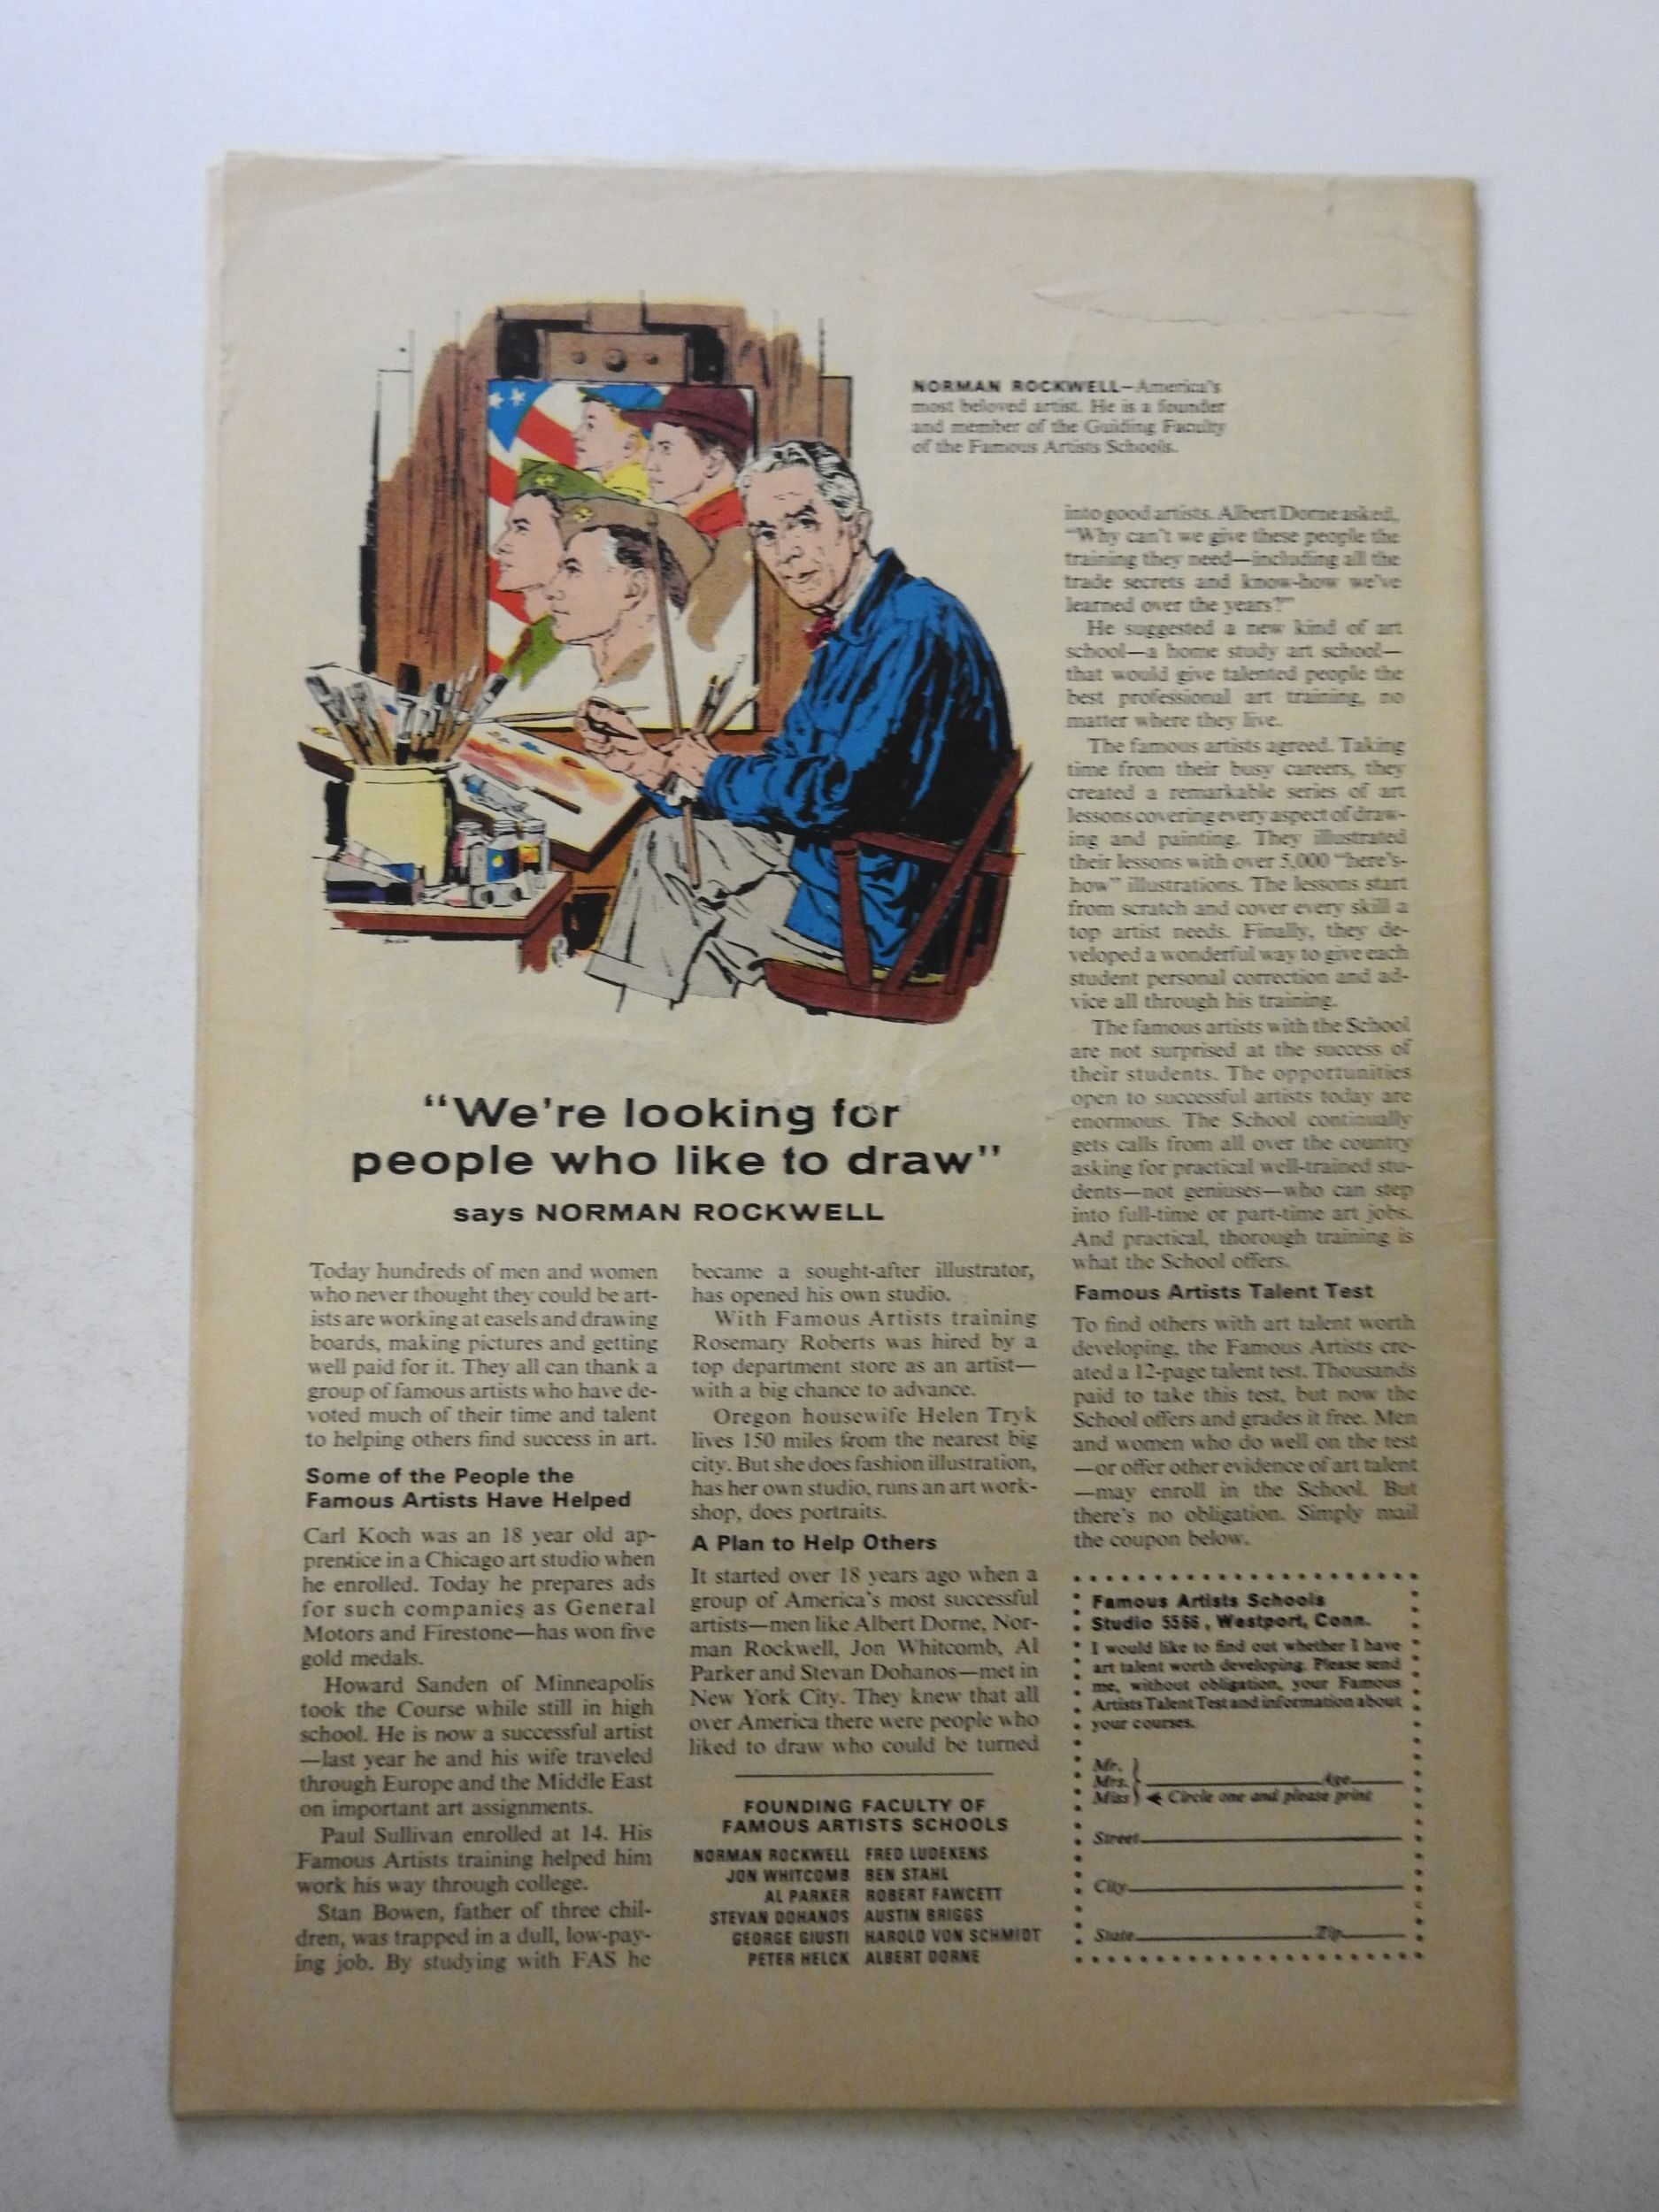 NORMAN ROCKWELL—America's
most beloved artist. He is a founder
and member of the Guiding Faculty
of the Famous Artists Schools.
"We're looking for
people who like to draw"
says NORMAN ROCKWELL
Today hundreds of men and women
who never thought they could be art-
ists are working at easels and drawing
boards, making pictures and getting
well paid for it. They all can thank a
group of famous artists who have de-
voted much of their time and talent
to helping others find success in art.
Some of the People the
Famous Artists Have Helped
Carl Koch was an 18 year old ap-
prentice in a Chicago art studio when
he enrolled. Today he prepares ads
for such companies as General
Motors and Firestone—has won five
gold medals.
Howard Sanden of Minneapolis
took the Course while still in high
school. He is now a successful artist
—last year he and his wife traveled
through Europe and the Middle East
on important art assignments.
Paul Sullivan enrolled at 14. His
Famous Artists training helped him
work his way through college.
Stan Bowen, father of three chil-
dren, was trapped in a dull, low-pay-
ing job. By studying with FAS he
became a sought-after illustrator,
has opened his own studio.
With Famous Artists training
Rosemary Roberts was hired by a
top department store as an artist—
with a big chance to advance.
Oregon housewife Helen Tryk
lives 150 miles from the nearest big
city. But she does fashion illustration,
has her own studio, runs an art work-
shop, does portraits.
A Plan to Help Others
It started over 18 years ago when a
group of America's most successful
artists—men like Albert Dorne, Nor-
man Rockwell, Jon Whitcomb, Al
Parker and Stevan Dohanos—met in
New York City. They knew that all
over America there were people who
liked to draw who could be turned
FOUNDING FACULTY OF
FAMOUS ARTISTS SCHOOLS
NORMAN ROCKWELL FRED LUDEKENS
JON WHITCOMB BEN STAHL
AL PARKER ROBERT FAWCETT
STEVAN DOHANOS AUSTIN BRIGGS
GEORGE GIUSTI HAROLD VON SCHMIDT
PETER HELCK ALBERT DORNE
into good artists. Albert Dorne asked,
"Why can't we give these people the
training they need—including all the
trade secrets and know-how we've
learned over the years?"
He suggested a new kind of art
school—a home study art school—
that would give talented people the
best professional art training, no
matter where they live.
The famous artists agreed. Taking
time from their busy careers, they
created a remarkable series of art
lessons covering every aspect of draw-
ing and painting. They illustrated
their lessons with over 5,000 "here's-
how" illustrations. The lessons start
from scratch and cover every skill a
top artist needs. Finally, they de-
veloped a wonderful way to give each
student personal correction and ad-
vice all through his training.
The famous artists with the School
are not surprised at the success of
their students. The opportunities
open to successful artists today are
enormous. The School continually
gets calls from all over the country
asking for practical well-trained stu-
dents—not geniuses—who can step
into full-time or part-time art jobs.
And practical, thorough training is
what the School offers.
Famous Artists Talent Test
To find others with art talent worth
developing, the Famous Artists cre-
ated a 12-page talent test. Thousands
paid to take this test, but now the
School offers and grades it free. Men
and women who do well on the test
—or offer other evidence of art talent
—may enroll in the School. But
there's no obligation. Simply mail
the coupon below.
Famous Artists Schools
Studio 5566, Westport, Conn.
I would like to find out whether I have
art talent worth developing. Please send
me, without obligation, your Famous
Artists Talent Test and information about
your courses.
Mr.
Mrs. Age
Miss Circle one and please print
Street
City
State Zip